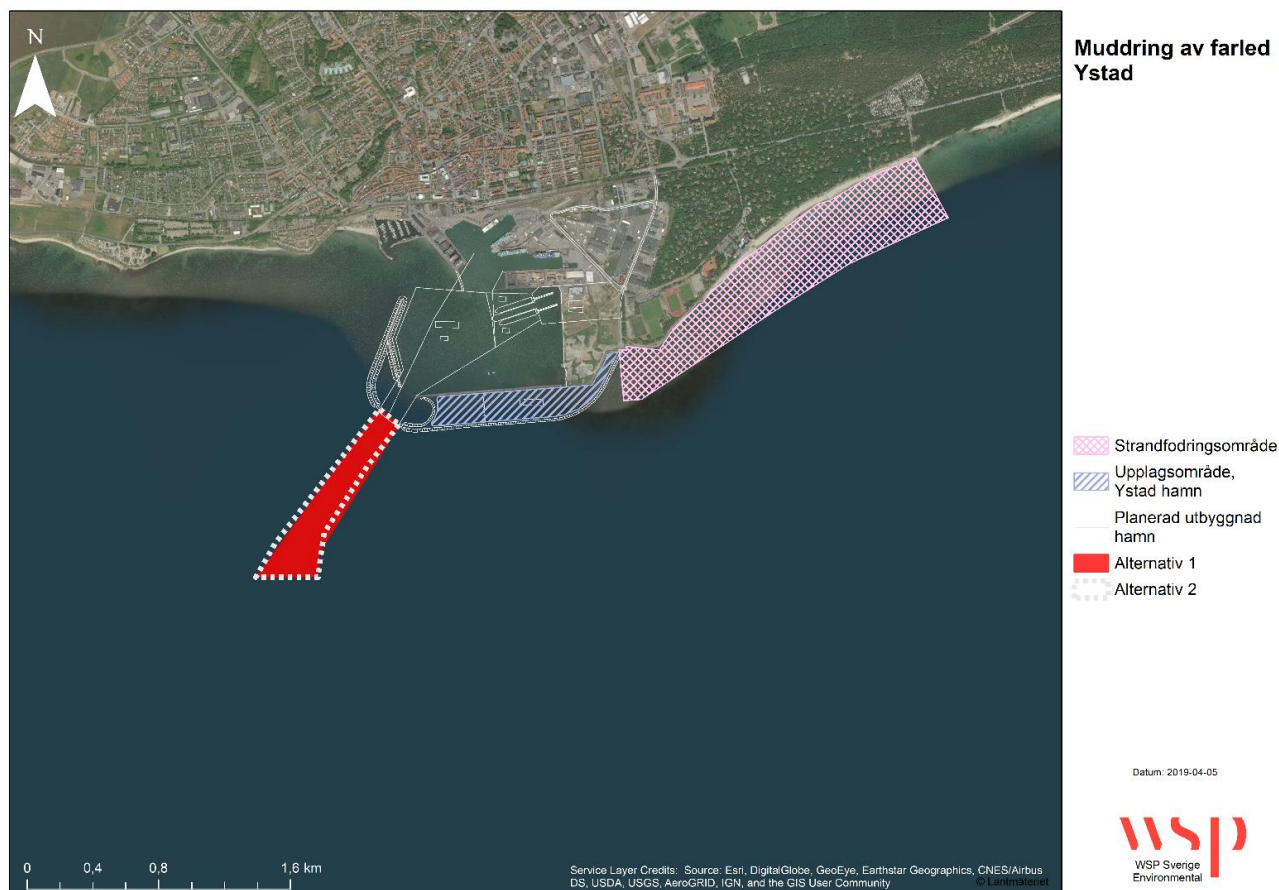 N
Muddring av farled
Ystad
Strandfodringsområde
Upplagsområde,
Ystad hamn
Planerad utbyggnad
hamn
Alternativ 1
Alternativ 2
Datum: 2019-04-05
wsp
WSP Sverige
Environmental
0 0,4 0,8 1,6 km
Service Layer Credits: Source: Esri, DigitalGlobe, GeoEye, Earthstar Geographics, CNES/Airbus
DS, USDA, USGS, AeroGRID, IGN, and the GIS User Community
© Lantmäteriet